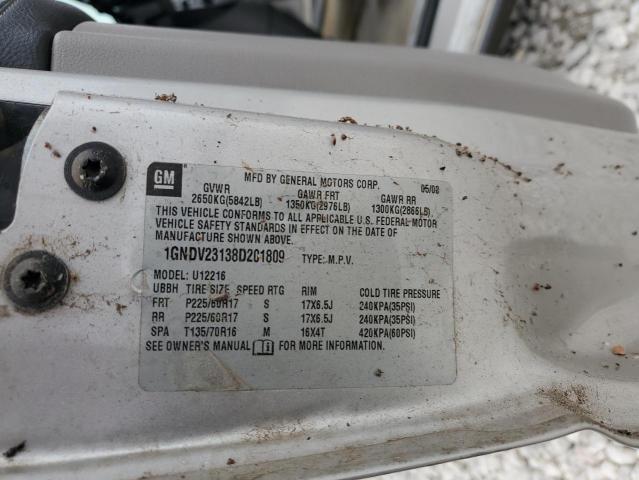 GM
MFD BY GENERAL MOTORS CORP. 05/08
GVWR GAWR FRT GAWR RR
2650KG(5842LB) 1350KG(2976LB) 1300KG(2866LB)
THIS VEHICLE CONFORMS TO ALL APPLICABLE U.S. FEDERAL MOTOR
VEHICLE SAFETY STANDARDS IN EFFECT ON THE DATE OF
MANUFACTURE SHOWN ABOVE.
1GNDV23138D201809 TYPE: M.P.V.
MODEL: U12216
UBBH TIRE SIZE SPEED RTG RIM COLD TIRE PRESSURE
FRT P225/60R17 S 17X6.5J 240KPA(35PSI)
RR P225/60R17 S 17X6.5J 240KPA(35PSI)
SPA T135/70R16 M 16X4T 420KPA(60PSI)
SEE OWNER'S MANUAL FOR MORE INFORMATION.